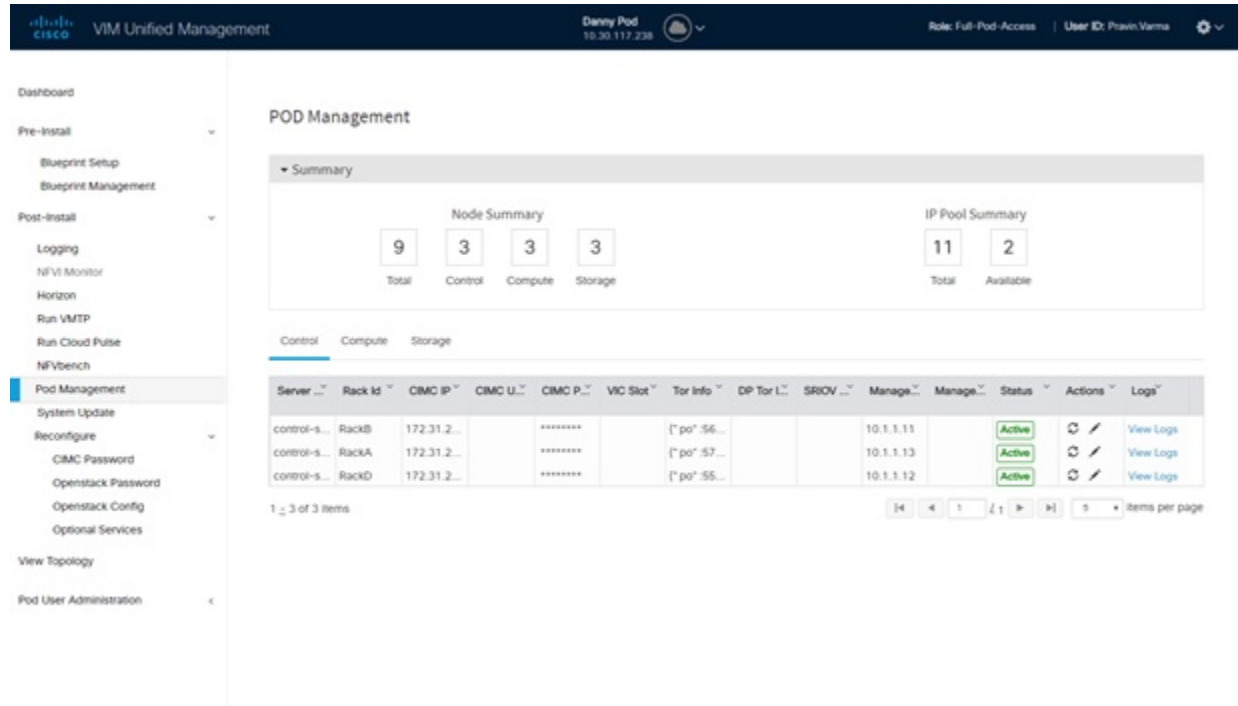 CISCO VIM Unified Management
Danny Pod
10.30.117.238
Role: Full-Pod-Access | User ID: Pravin.Varma
Dashboard
Pre-Install
Blueprint Setup
Blueprint Management
Post-Install
Logging
NFVI Monitor
Horizon
Run VMTP
Run Cloud Pulse
NFVbench
Pod Management
System Update
Reconfigure
CIMC Password
Openstack Password
Openstack Config
Optional Services
View Topology
Pod User Administration
POD Management
Summary
Node Summary
9 3 3 3
Total Control Compute Storage
IP Pool Summary
11 2
Total Available
Control Compute Storage
Server ... Rack Id CIMC IP CIMC U... CIMC P... VIC Slot Tor Info DP Tor I... SRIOV ... Manage... Manage... Status Actions Logs
control-s... RackB 172.31.2... ******** {" po" :56... 10.1.1.11 Active View Logs
control-s... RackA 172.31.2... ******** {" po" :57... 10.1.1.13 Active View Logs
control-s... RackD 172.31.2... ******** {" po" :55... 10.1.1.12 Active View Logs
1 - 3 of 3 items
1 / 1 5 items per page